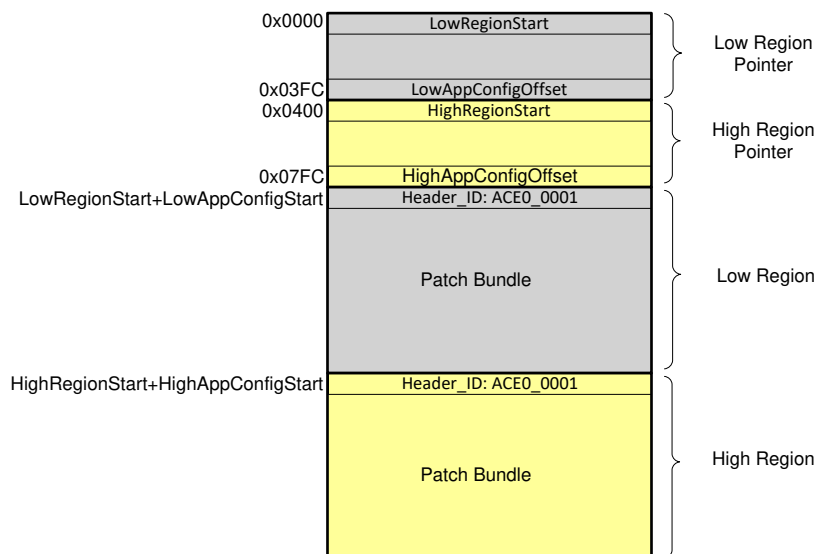 0x0000
LowRegionStart
Low Region
Pointer
0x03FC
LowAppConfigOffset
0x0400
HighRegionStart
High Region
Pointer
0x07FC
HighAppConfigOffset
LowRegionStart+LowAppConfigStart
Header_ID: ACE0_0001
Patch Bundle
Low Region
HighRegionStart+HighAppConfigStart
Header_ID: ACE0_0001
Patch Bundle
High Region